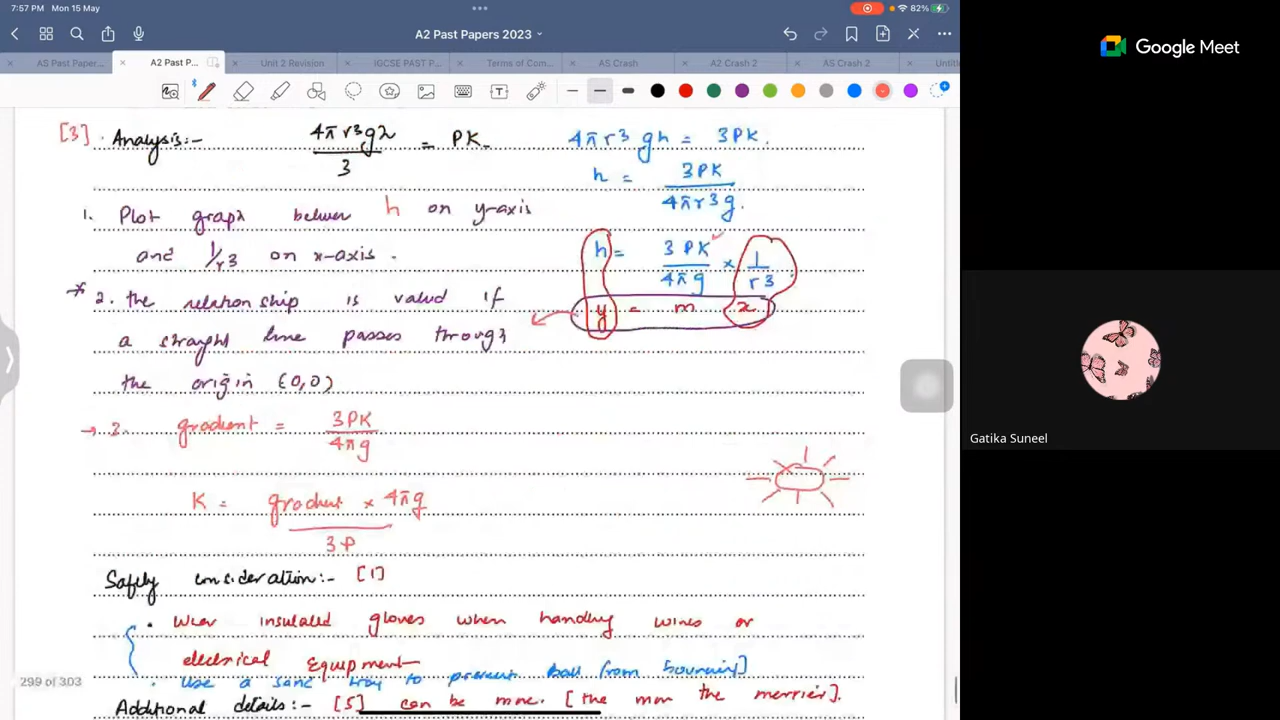 7:57 PM Mon 15 May
82%
A2 Past Papers 2023
AS Past Paper...
A2 Past P...
Unit 2 Revision
IGCSE PAST P...
Terms of Com...
AS Crash
A2 Crash 2
AS Crash 2
Untitl
Google Meet
[3] Analysis:- 4πr³gh / 3 = PK
4πr³gh = 3PK.
h = 3PK / 4πr³g.
1. Plot graph h on y-axis
and 1/r3 on x-axis.
h = 3PK / 4πg × 1/r3
y = m x
* 2. the relationship is valid if
a straight line passes through
the origin (0,0)
→ 3. gradient = 3PK / 4πg
K = × 4πg / 3P
Safety consideration:- [1]
• Wear insulated gloves when handling wires or
electrical equipment
• Use a tray to prevent ball from
Additional details:- [5] can be more. [the more the merrier].
299 of 303
Gatika Suneel